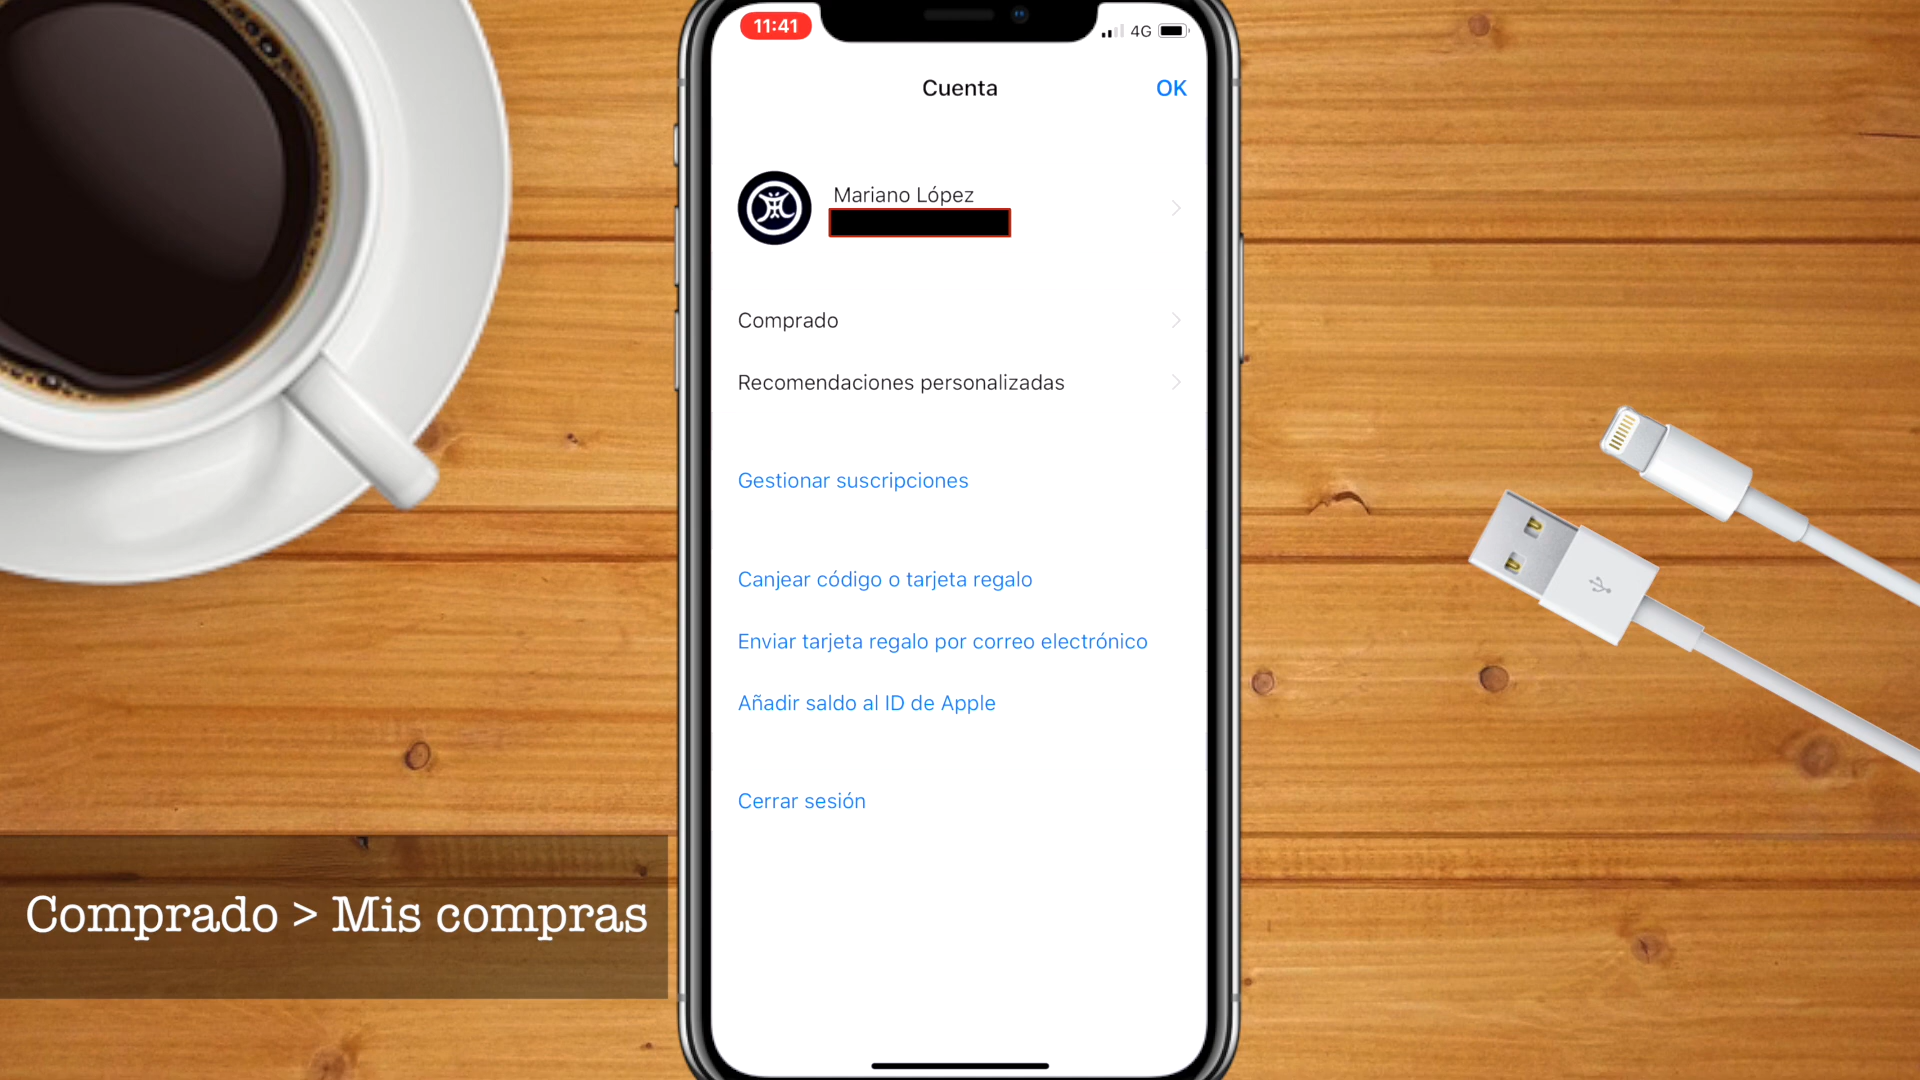 11:41
4G
Cuenta
OK
Mariano López
Comprado
Recomendaciones personalizadas
Gestionar suscripciones
Canjear código o tarjeta regalo
Enviar tarjeta regalo por correo electrónico
Añadir saldo al ID de Apple
Cerrar sesión
Comprado > Mis compras